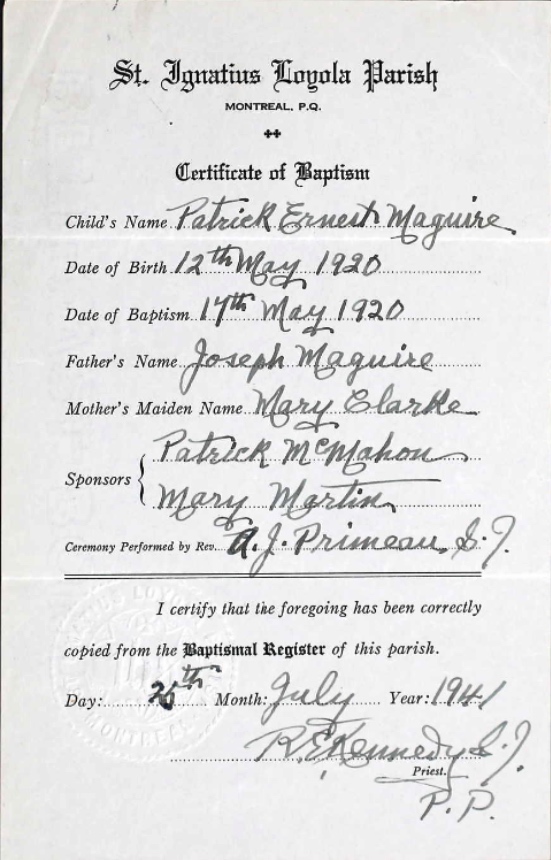 St. Ignatius Loyola Parish
MONTREAL, P.Q.
Certificate of Baptism
Child's Name Patrick Ernest Maguire
Date of Birth 12th May 1920
Date of Baptism 17th May 1920
Father's Name Joseph Maguire
Mother's Maiden Name Mary Clarke
Patrick McMahon
Sponsors
Mary Martin
Ceremony Performed by Rev. A. J. Primeau, S.J.
I certify that the foregoing has been correctly
copied from the Baptismal Register of this parish.
Day: Month: July Year: 1941
R. E. Kennedy S.J.
Priest.
P.P.